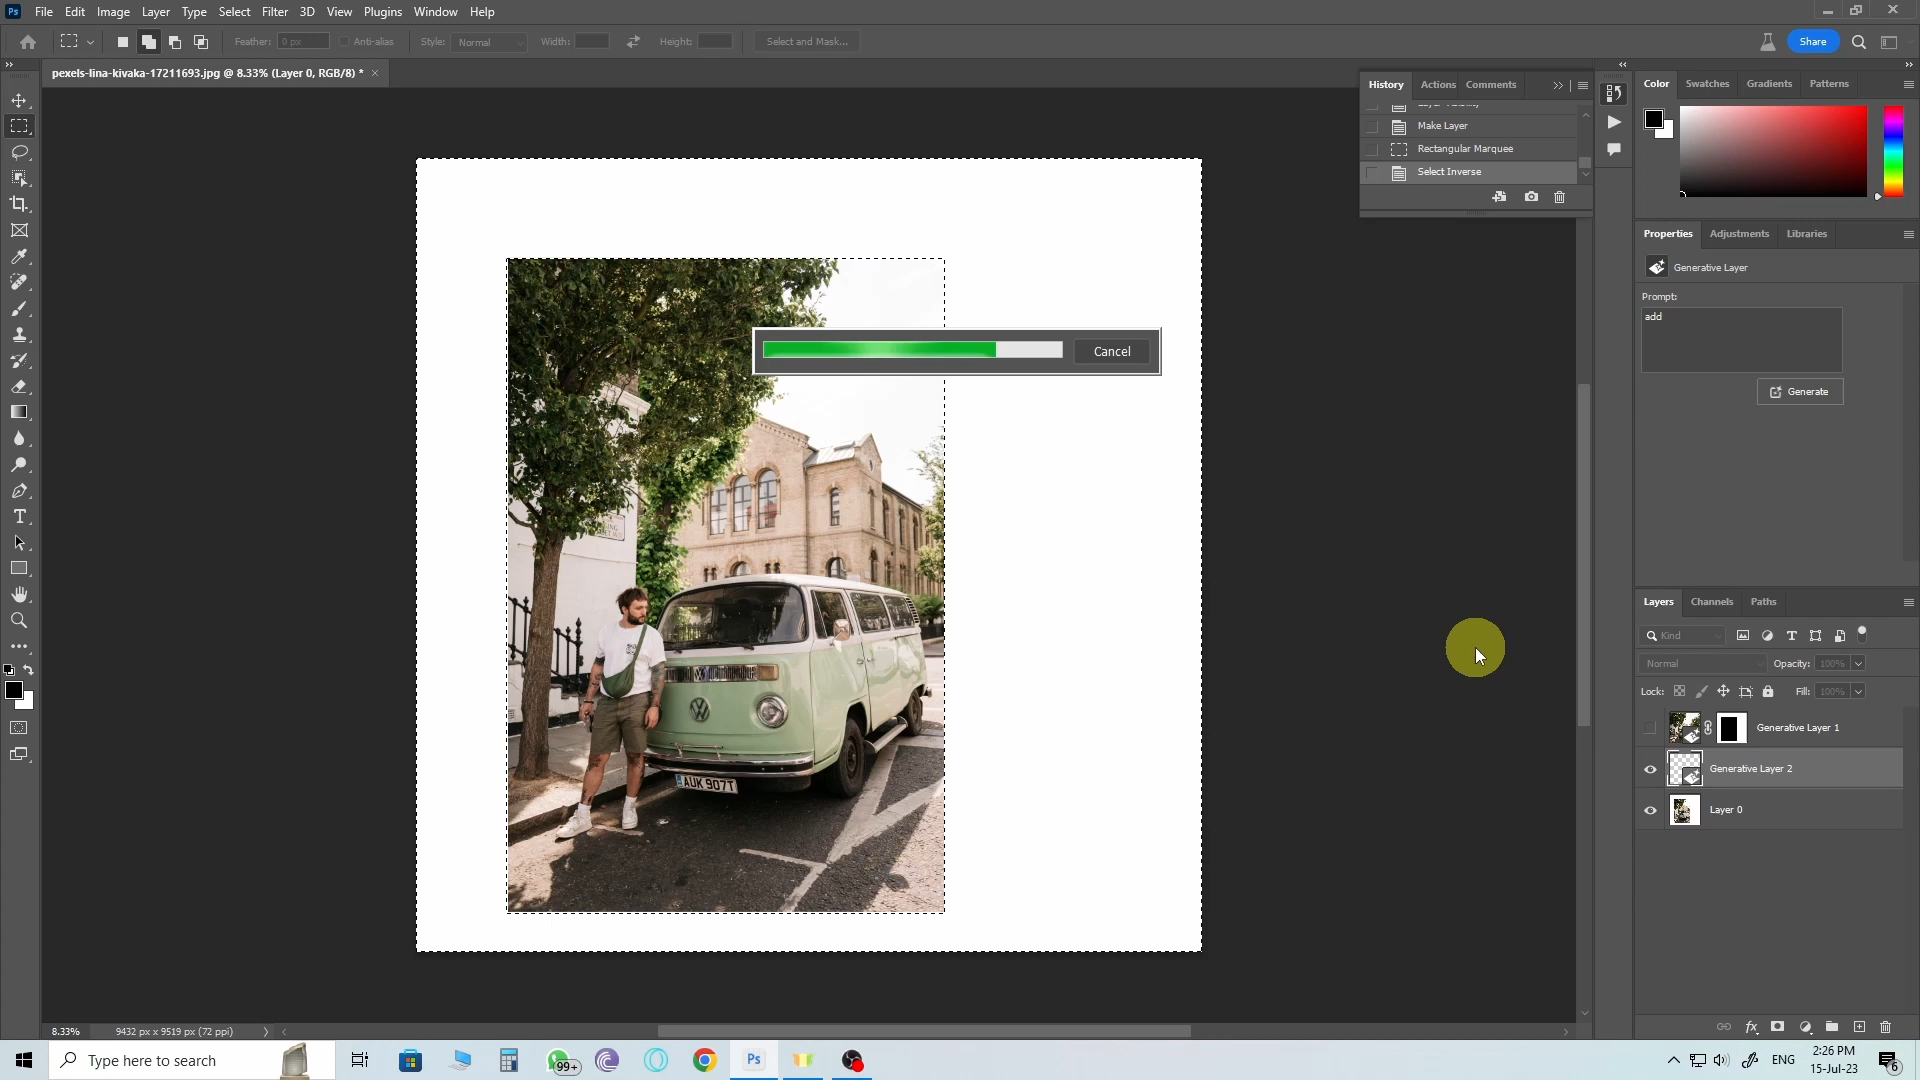 Ps File Edit Image Layer Type Select Filter 3D View Plugins Window Help
Feather: 0 px Anti-alias Style: Normal Width: Height: Select and Mask... Share
pexels-lina-kivaka-17211693.jpg @ 8.33% (Layer 0, RGB/8) * ×
History Actions Comments
Make Layer
Rectangular Marquee
Select Inverse
Color Swatches Gradients Patterns
Properties Adjustments Libraries
Generative Layer
Prompt:
add
Generate
Cancel
AUK 907T
Layers Channels Paths
Kind
Normal Opacity: 100%
Lock: Fill: 100%
Generative Layer 1
Generative Layer 2
Layer 0
8.33% 9432 px x 9519 px (72 ppi)
Type here to search
99+
Ps
ENG
2:26 PM
15-Jul-23
6